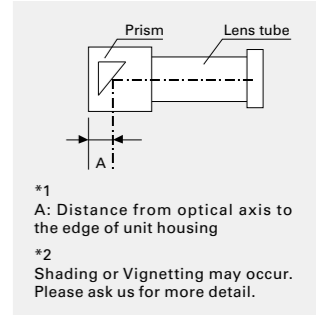 Prism Lens tube
A
*1
A: Distance from optical axis to
the edge of unit housing
*2
Shading or Vignetting may occur.
Please ask us for more detail.